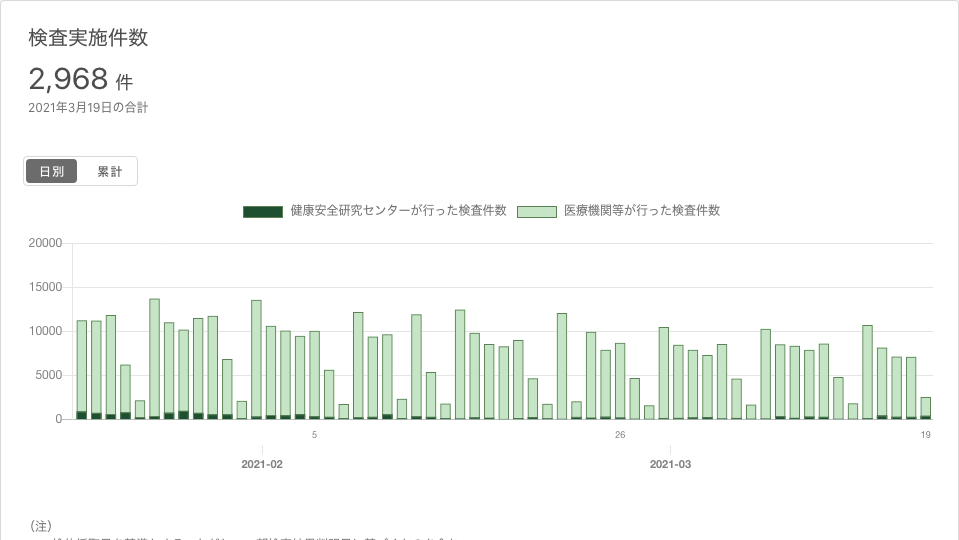 検査実施件数
2,968 件
2021年3月19日の合計
日別 累計
健康安全研究センターが行った検査件数 医療機関等が行った検査件数
20000
15000
10000
5000
0
5 26 19
2021-02 2021-03
（注）